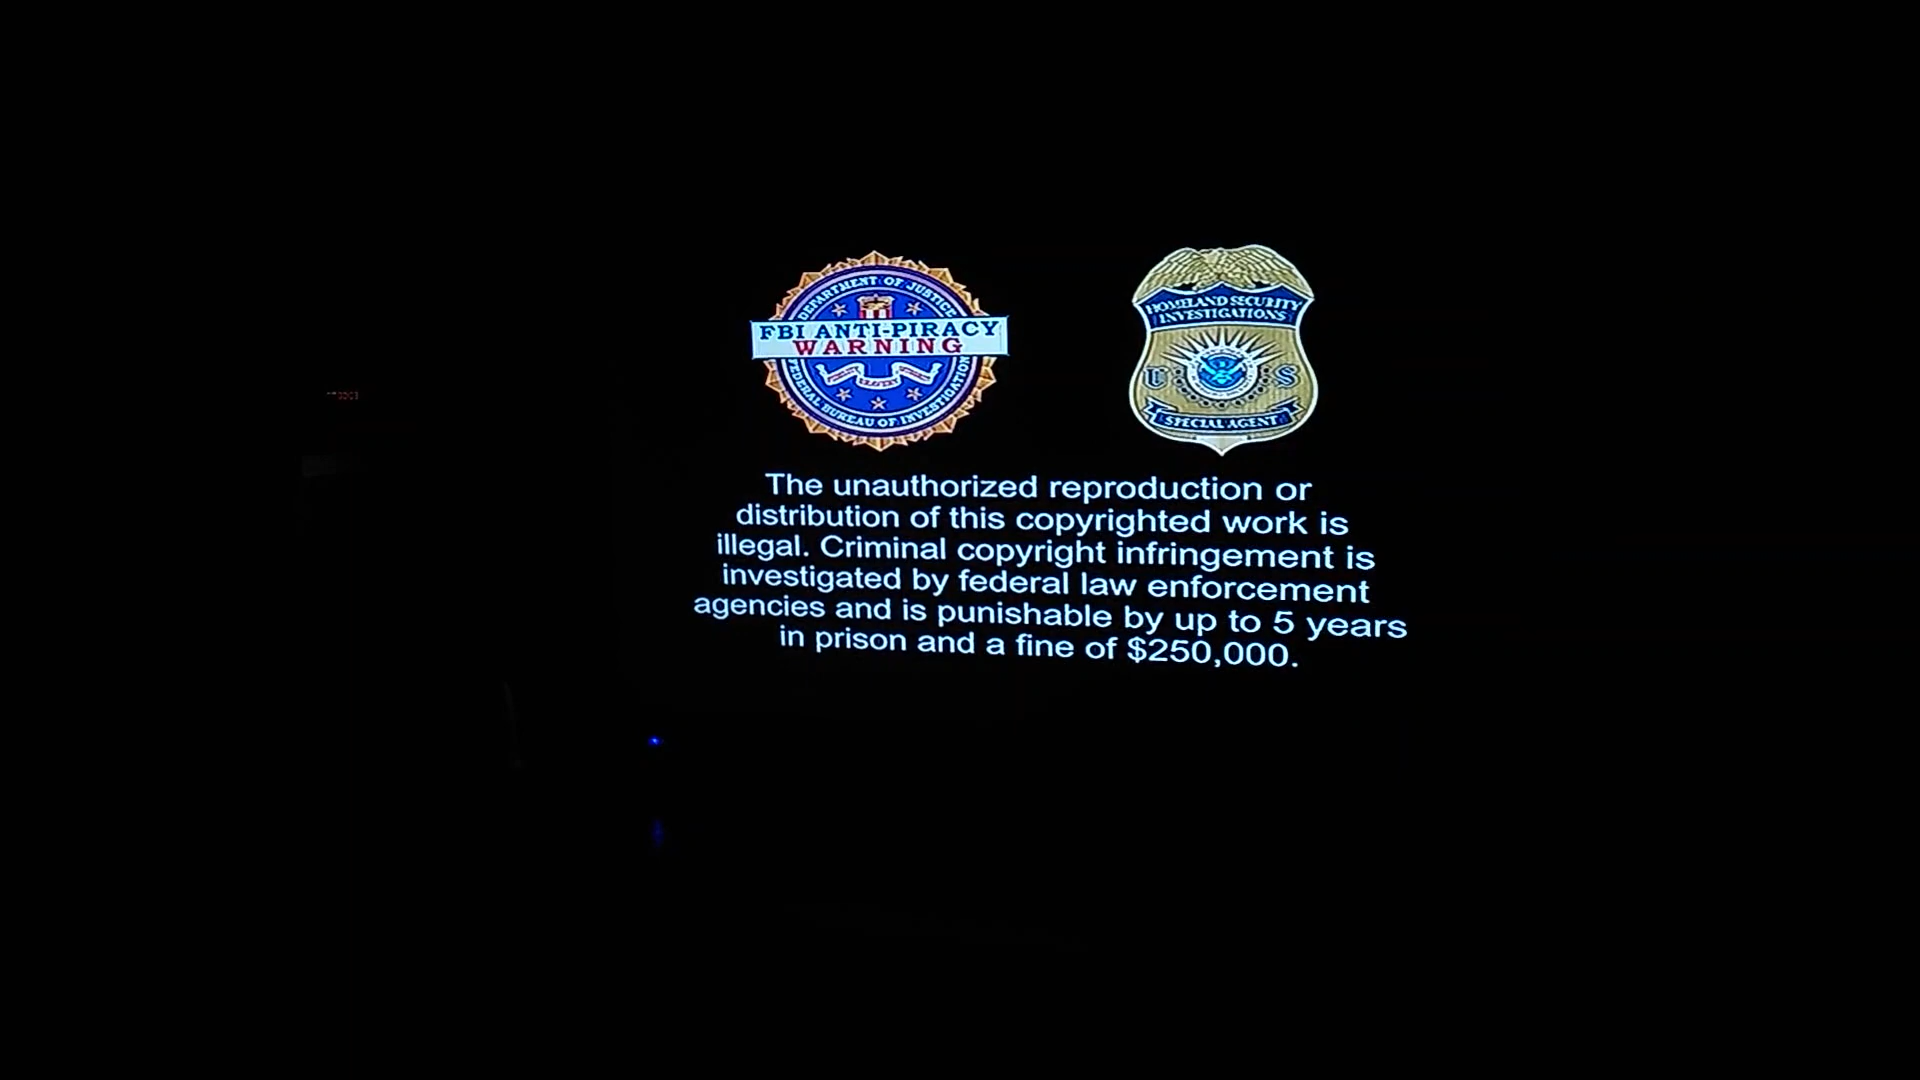 DEPARTMENT OF JUSTICE
FBI ANTI-PIRACY
WARNING
FEDERAL BUREAU OF INVESTIGATION
HOMELAND SECURITY
INVESTIGATIONS
U S
SPECIAL AGENT
The unauthorized reproduction or
distribution of this copyrighted work is
illegal. Criminal copyright infringement is
investigated by federal law enforcement
agencies and is punishable by up to 5 years
in prison and a fine of $250,000.